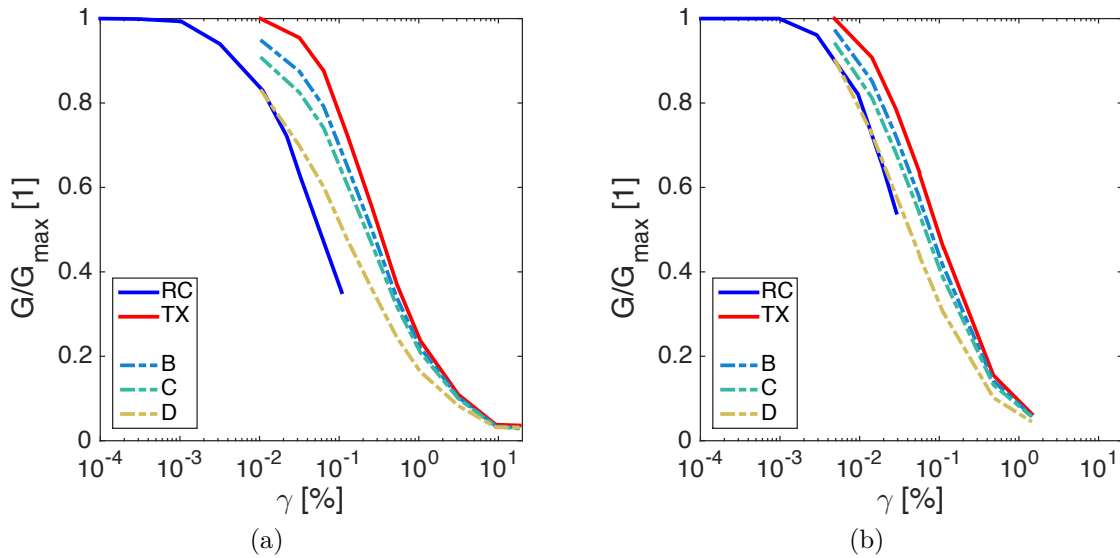 1
0.8
0.6
0.4
0.2
0
G/G_max [1]
RC
TX
B
C
D
10^-4 10^-3 10^-2 10^-1 10^0 10^1
γ [%]
(a)
1
0.8
0.6
0.4
0.2
0
G/G_max [1]
RC
TX
B
C
D
10^-4 10^-3 10^-2 10^-1 10^0 10^1
γ [%]
(b)